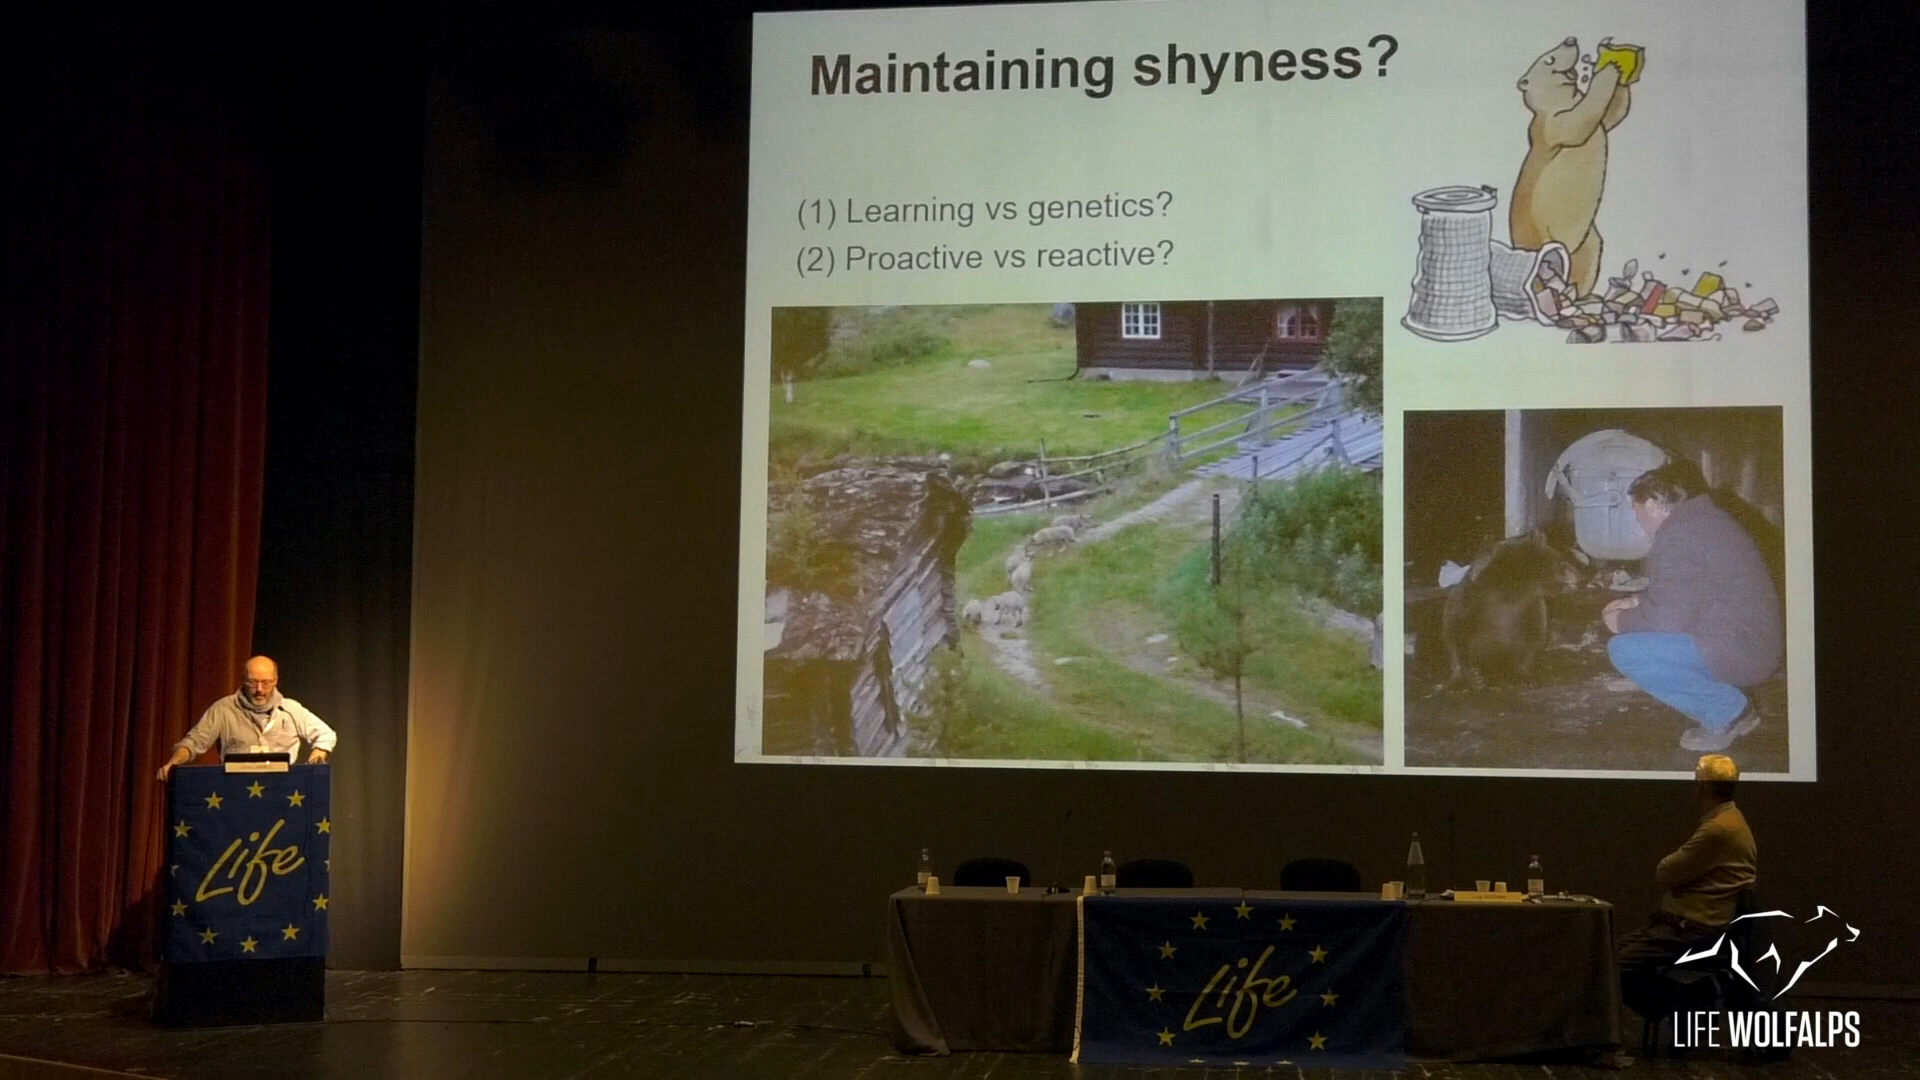 Maintaining shyness?
(1) Learning vs genetics?
(2) Proactive vs reactive?
Life
Life
LIFE WOLFALPS